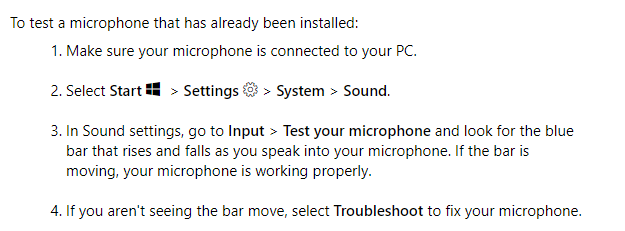 To test a microphone that has already been installed:
1. Make sure your microphone is connected to your PC.
2. Select Start > Settings > System > Sound.
3. In Sound settings, go to Input > Test your microphone and look for the blue
bar that rises and falls as you speak into your microphone. If the bar is
moving, your microphone is working properly.
4. If you aren't seeing the bar move, select Troubleshoot to fix your microphone.